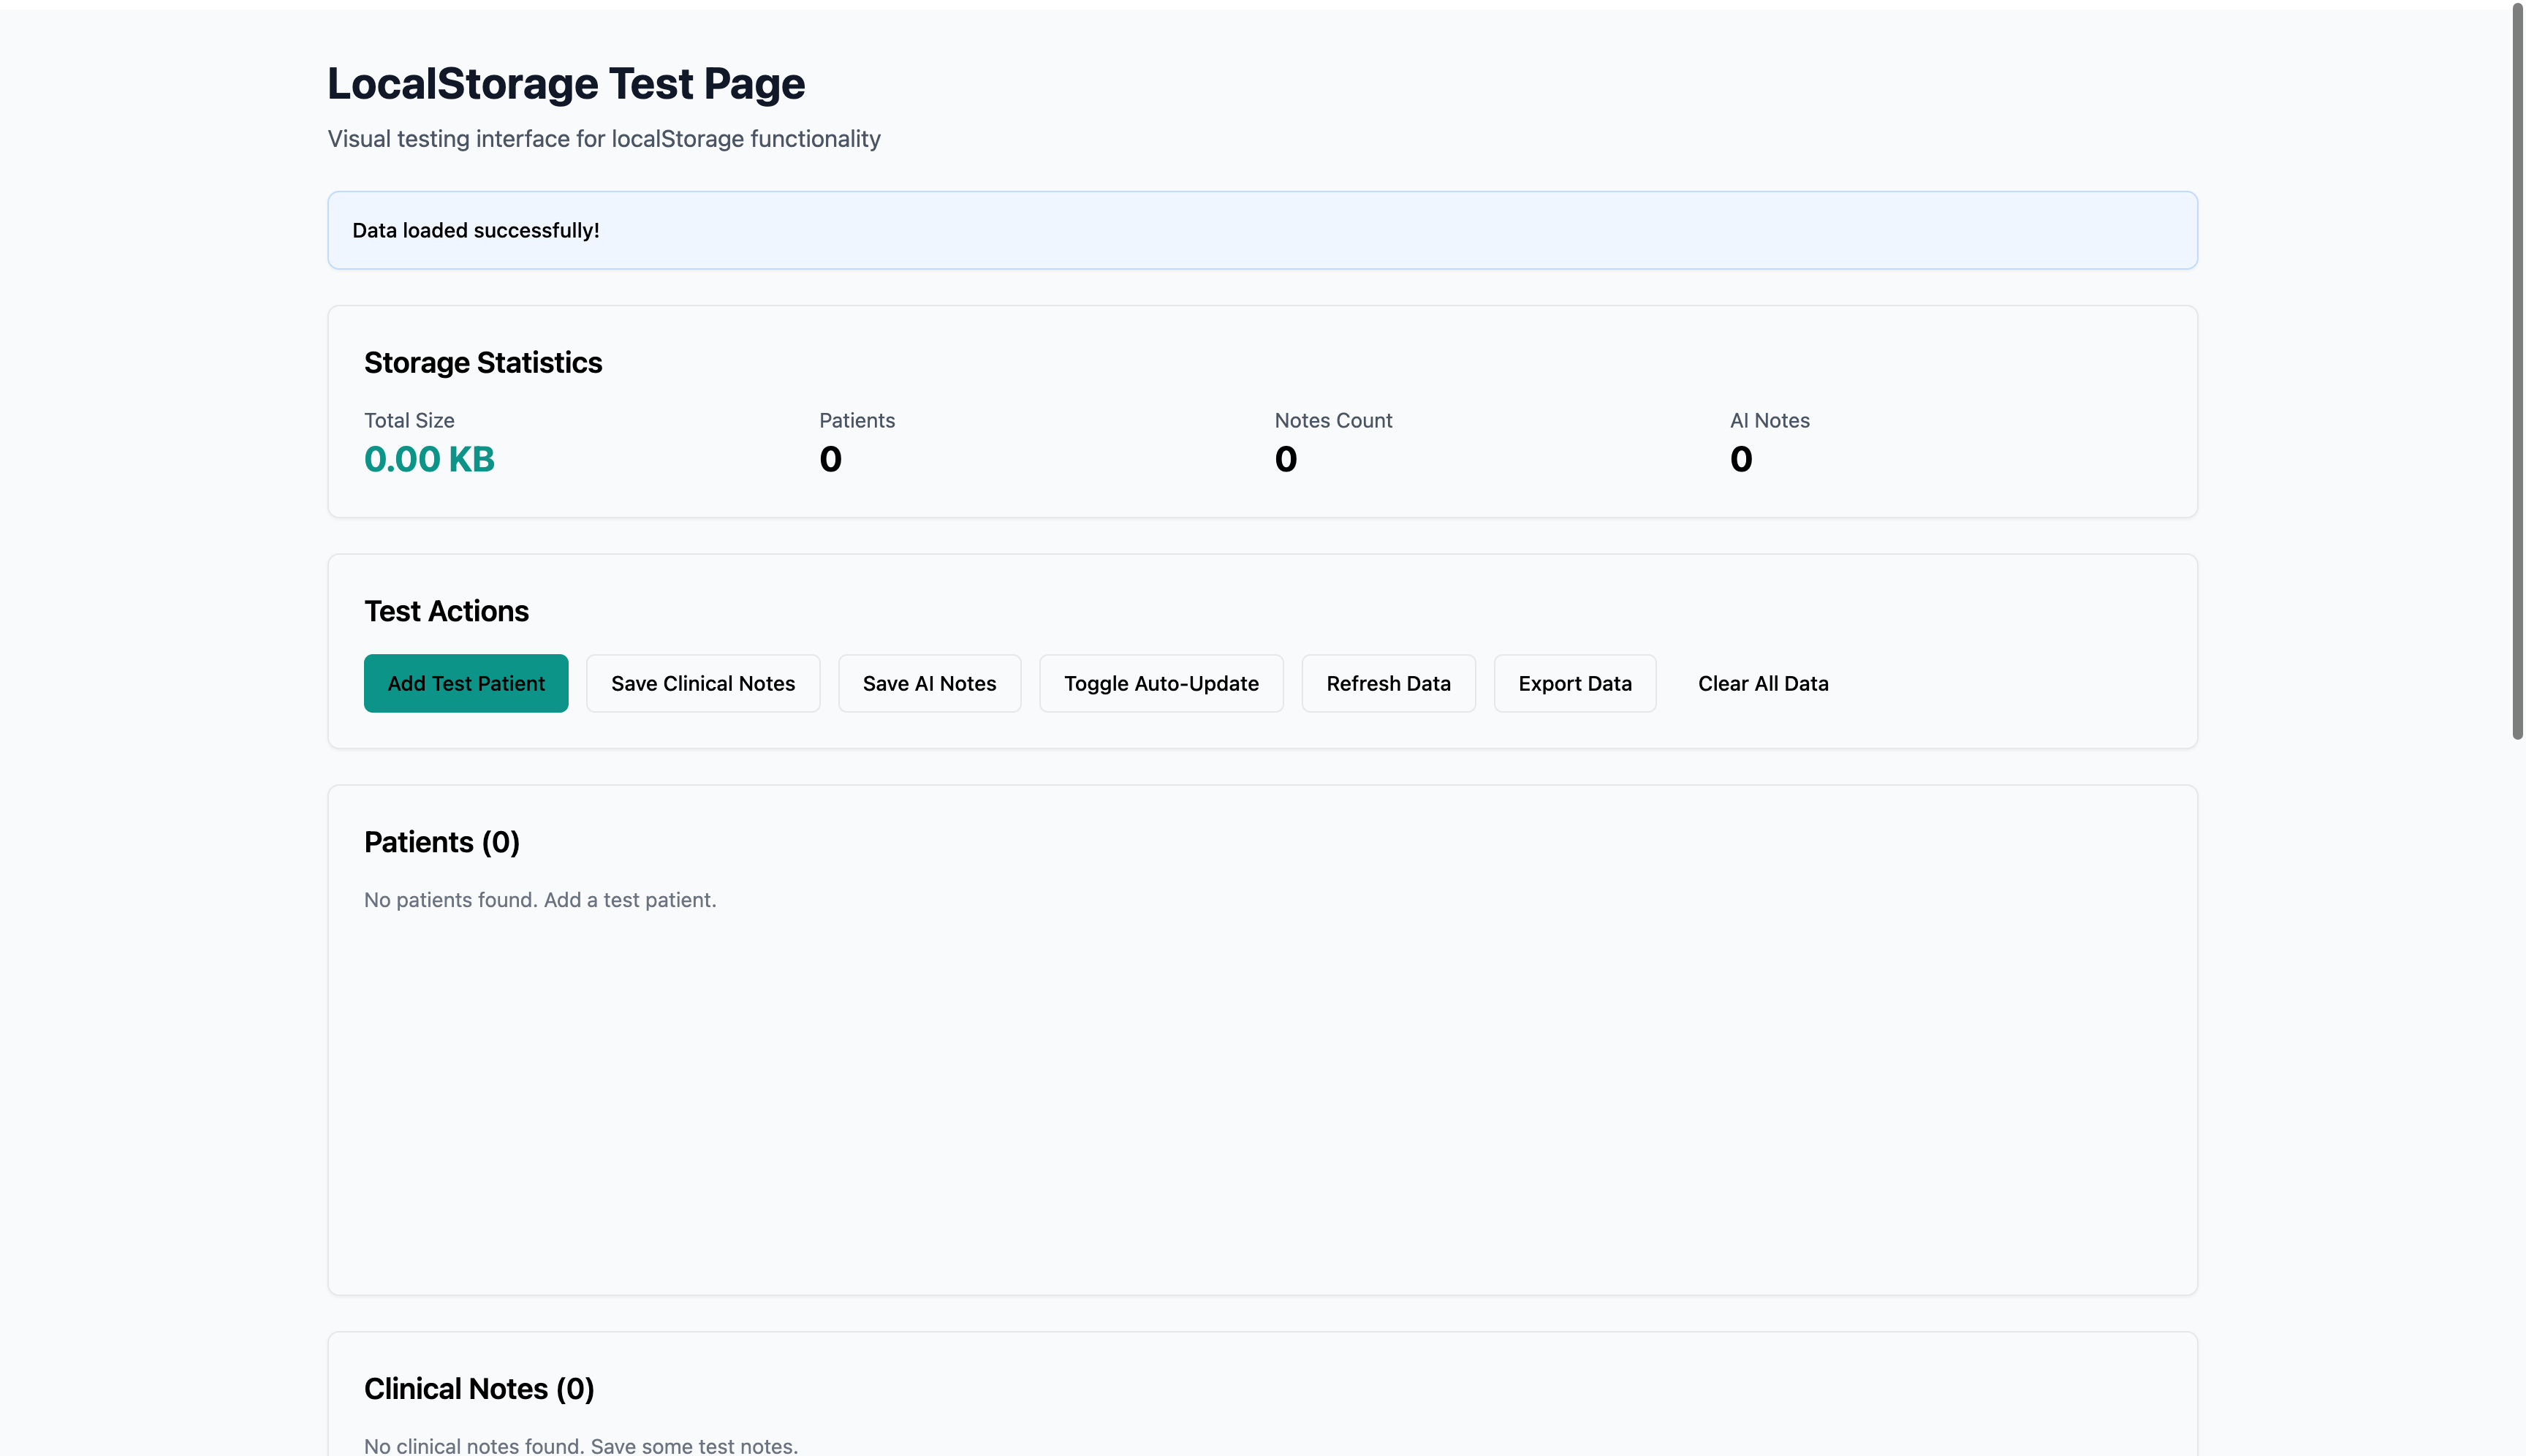 LocalStorage Test Page
Visual testing interface for localStorage functionality
Data loaded successfully!
Storage Statistics
Total Size
0.00 KB
Patients
0
Notes Count
0
AI Notes
0
Test Actions
Add Test Patient
Save Clinical Notes
Save AI Notes
Toggle Auto-Update
Refresh Data
Export Data
Clear All Data
Patients (0)
No patients found. Add a test patient.
Clinical Notes (0)
No clinical notes found. Save some test notes.